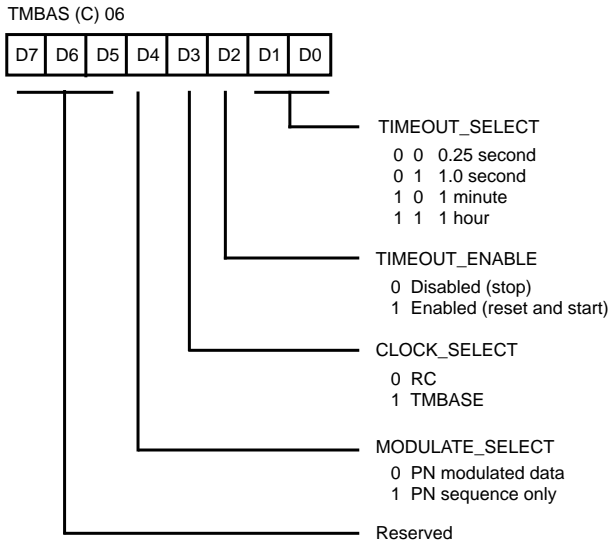 TMBAS (C) 06
D7 D6 D5 D4 D3 D2 D1 D0
TIMEOUT_SELECT
0 0 0.25 second
0 1 1.0 second
1 0 1 minute
1 1 1 hour
TIMEOUT_ENABLE
0 Disabled (stop)
1 Enabled (reset and start)
CLOCK_SELECT
0 RC
1 TMBASE
MODULATE_SELECT
0 PN modulated data
1 PN sequence only
Reserved